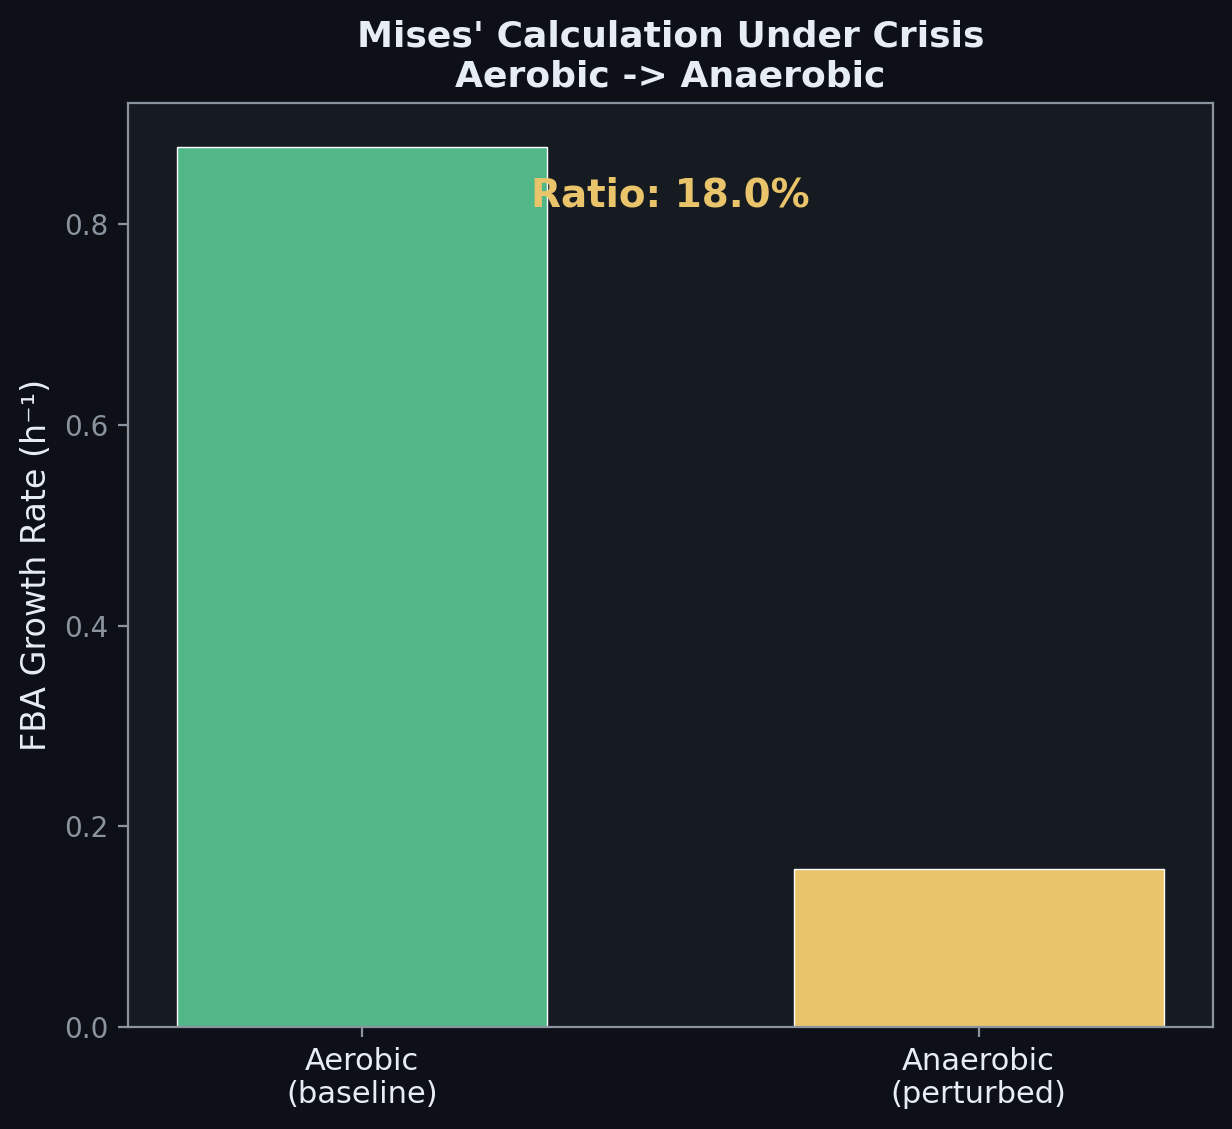 Mises' Calculation Under Crisis
Aerobic -> Anaerobic
Ratio: 18.0%
FBA Growth Rate (h⁻¹)
0.8
0.6
0.4
0.2
0.0
Aerobic
(baseline)
Anaerobic
(perturbed)